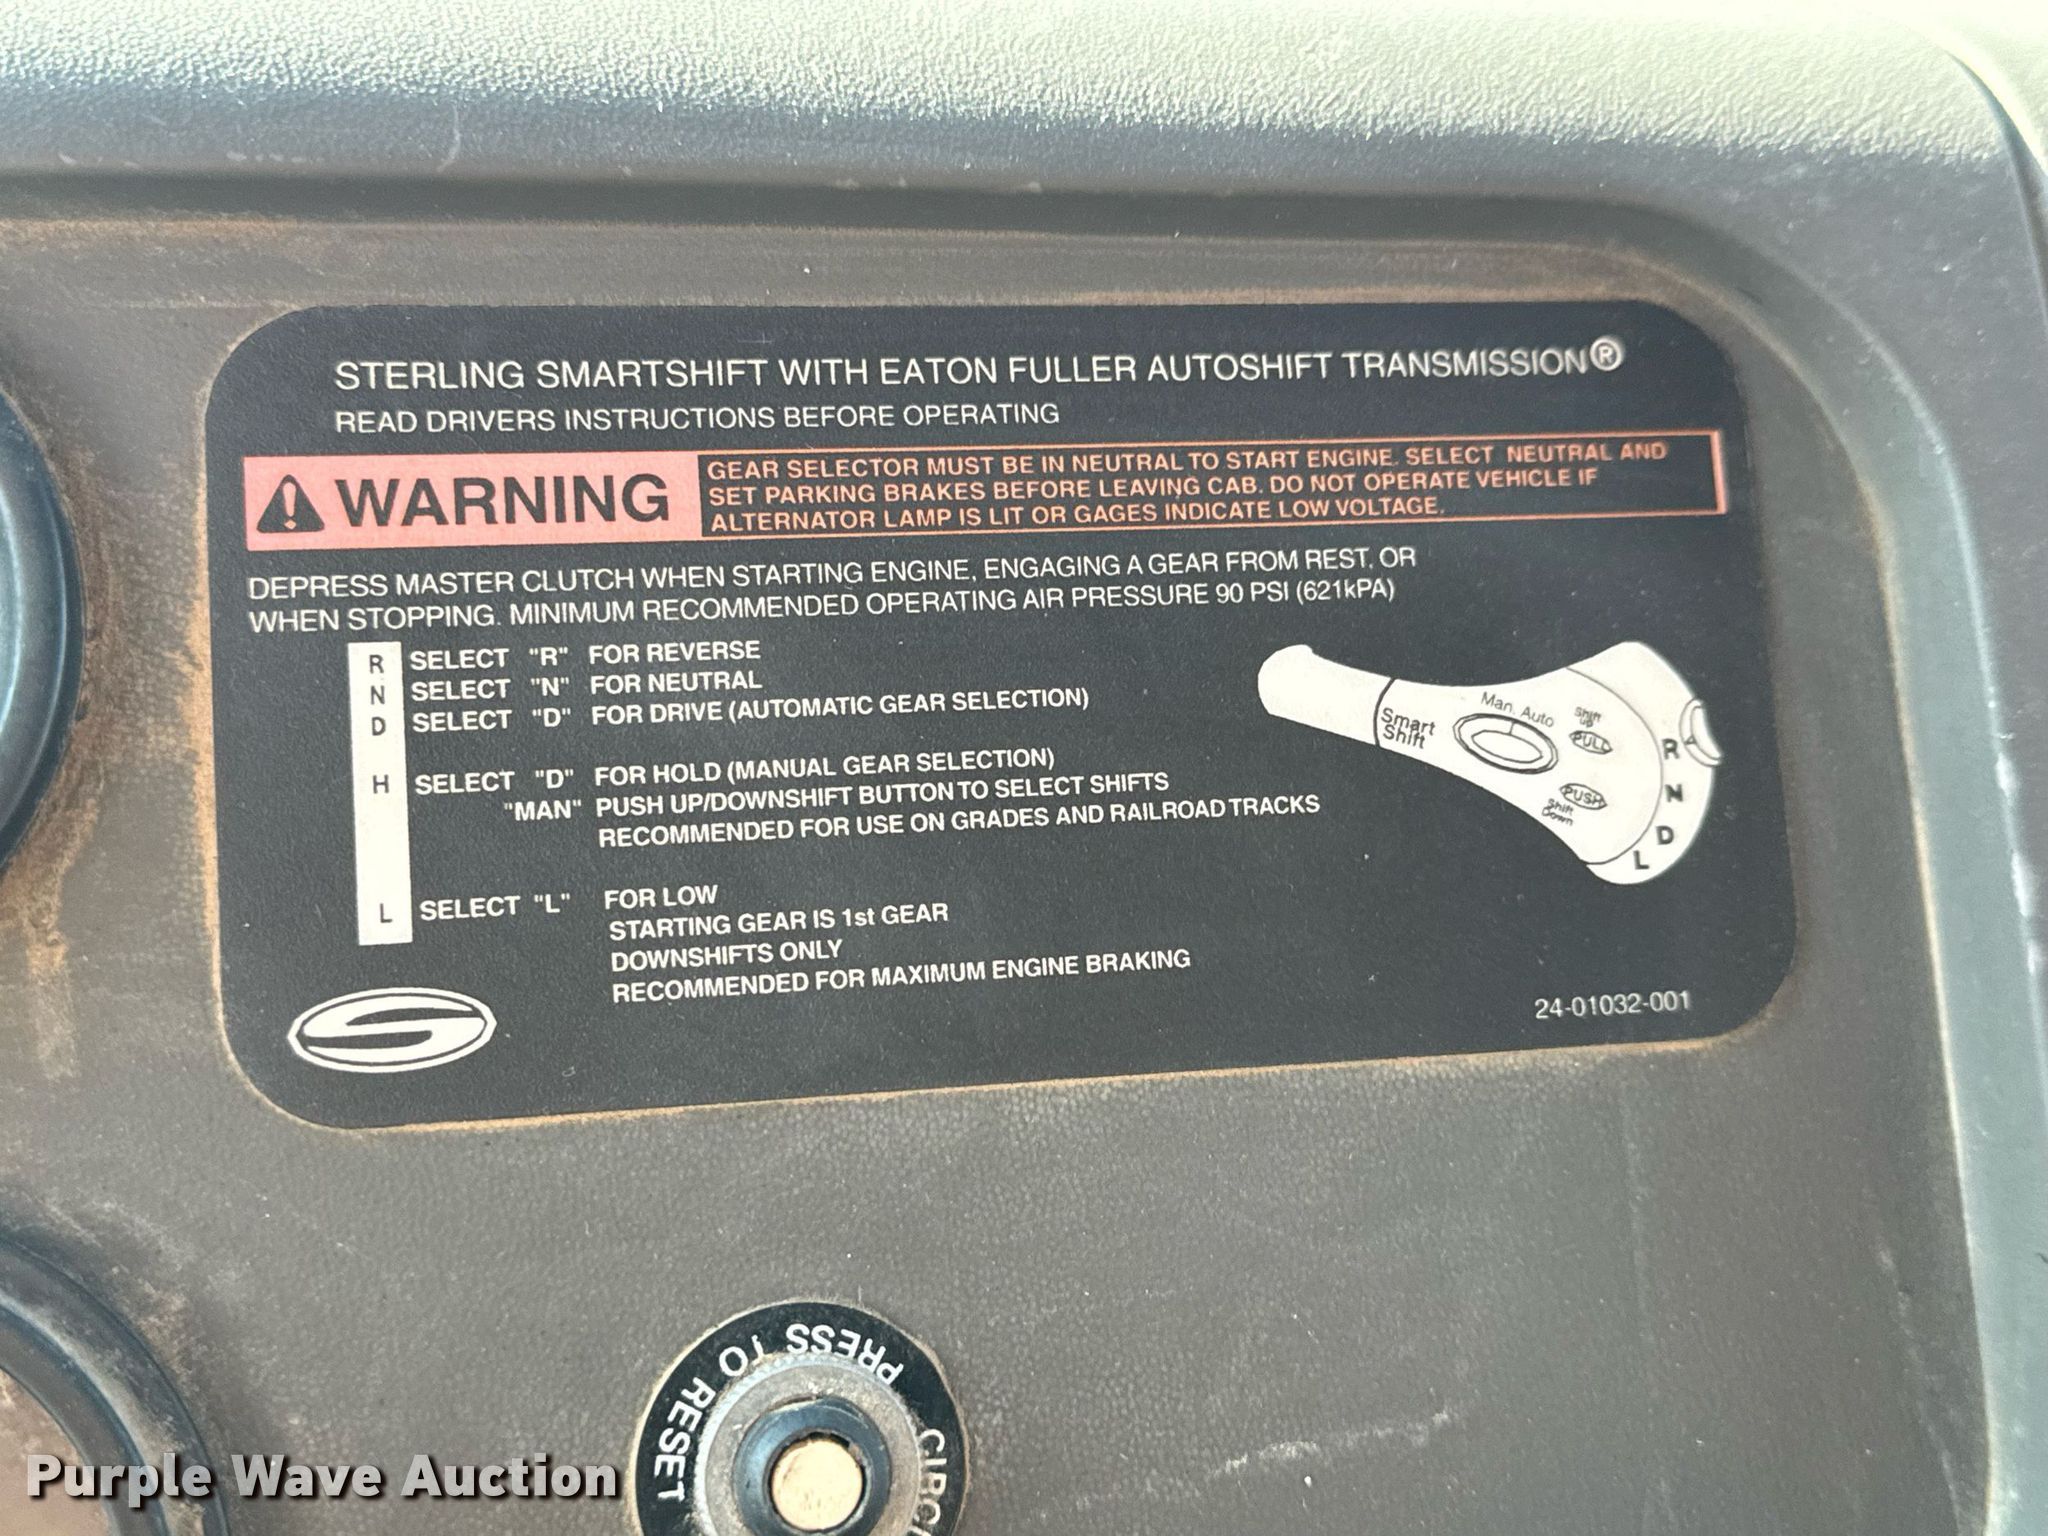 STERLING SMARTSHIFT WITH EATON FULLER AUTOSHIFT TRANSMISSION®
READ DRIVERS INSTRUCTIONS BEFORE OPERATING
WARNING
GEAR SELECTOR MUST BE IN NEUTRAL TO START ENGINE. SELECT NEUTRAL AND
SET PARKING BRAKES BEFORE LEAVING CAB. DO NOT OPERATE VEHICLE IF
ALTERNATOR LAMP IS LIT OR GAGES INDICATE LOW VOLTAGE.
DEPRESS MASTER CLUTCH WHEN STARTING ENGINE, ENGAGING A GEAR FROM REST, OR
WHEN STOPPING. MINIMUM RECOMMENDED OPERATING AIR PRESSURE 90 PSI (621kPA)
R SELECT "R" FOR REVERSE
N SELECT "N" FOR NEUTRAL
D SELECT "D" FOR DRIVE (AUTOMATIC GEAR SELECTION)
H SELECT "D" FOR HOLD (MANUAL GEAR SELECTION)
"MAN" PUSH UP/DOWNSHIFT BUTTON TO SELECT SHIFTS
RECOMMENDED FOR USE ON GRADES AND RAILROAD TRACKS
L SELECT "L" FOR LOW
STARTING GEAR IS 1st GEAR
DOWNSHIFTS ONLY
RECOMMENDED FOR MAXIMUM ENGINE BRAKING
Smart
Shift
Man. Auto
Shift
up
PULL
PUSH
Shift
Down
R
N
D
L
24-01032-001
PRESS TO RESET
Purple Wave Auction